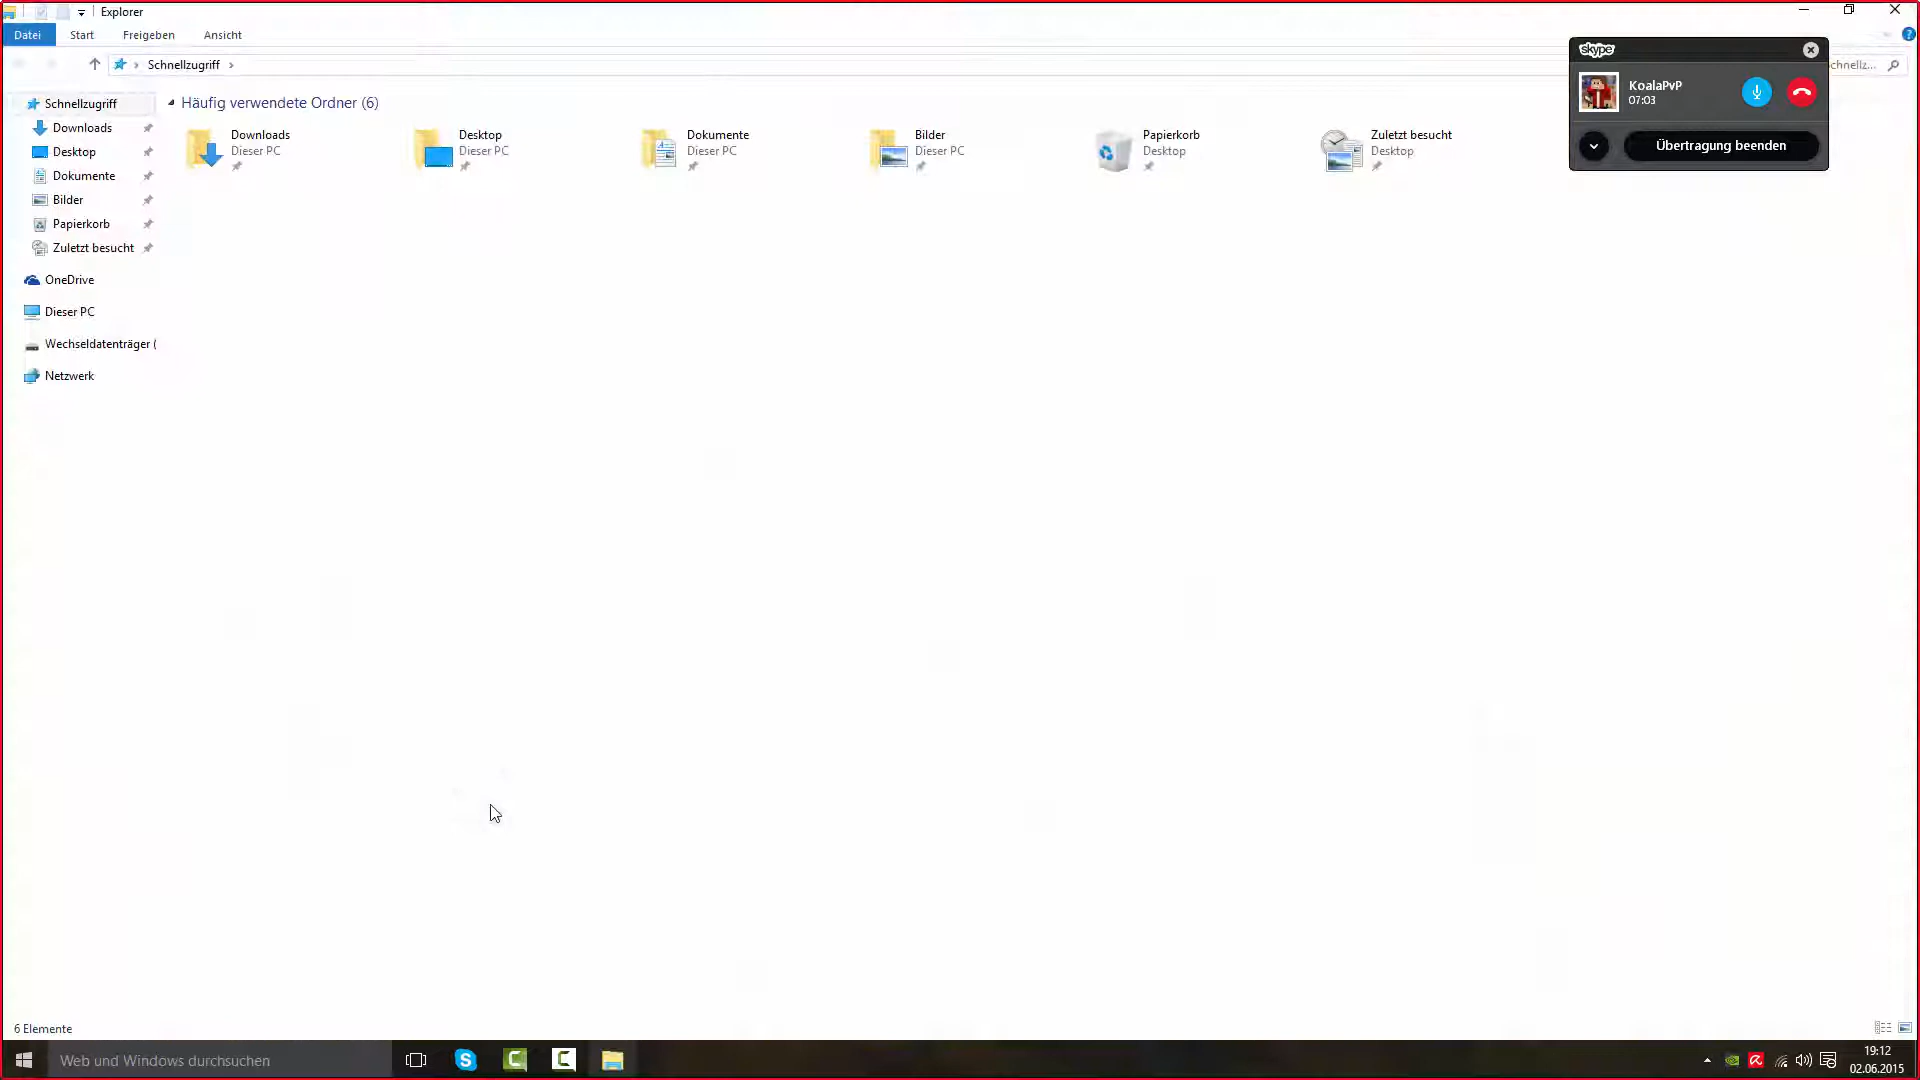 Explorer
Datei Start Freigeben Ansicht
Schnellzugriff
chnellz...
skype
KoalaPvP
07:03
Übertragung beenden
Schnellzugriff
Downloads
Desktop
Dokumente
Bilder
Papierkorb
Zuletzt besucht
OneDrive
Dieser PC
Wechseldatenträger (
Netzwerk
Häufig verwendete Ordner (6)
Downloads
Dieser PC
Desktop
Dieser PC
Dokumente
Dieser PC
Bilder
Dieser PC
Papierkorb
Desktop
Zuletzt besucht
Desktop
6 Elemente
Web und Windows durchsuchen
19:12
02.06.2015